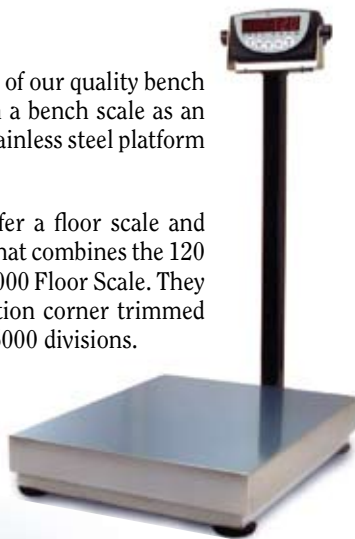 of our quality bench
a bench scale as an
ainless steel platform
fer a floor scale and
hat combines the 120
000 Floor Scale. They
tion corner trimmed
000 divisions.